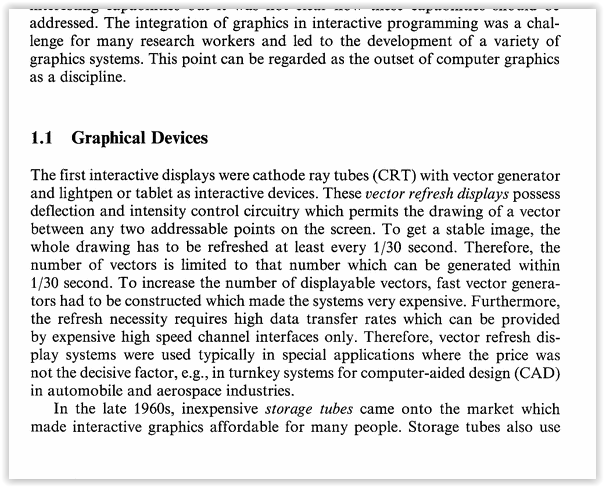 addressed. The integration of graphics in interactive programming was a chal-
lenge for many research workers and led to the development of a variety of
graphics systems. This point can be regarded as the outset of computer graphics
as a discipline.
1.1 Graphical Devices
The first interactive displays were cathode ray tubes (CRT) with vector generator
and lightpen or tablet as interactive devices. These vector refresh displays possess
deflection and intensity control circuitry which permits the drawing of a vector
between any two addressable points on the screen. To get a stable image, the
whole drawing has to be refreshed at least every 1/30 second. Therefore, the
number of vectors is limited to that number which can be generated within
1/30 second. To increase the number of displayable vectors, fast vector genera-
tors had to be constructed which made the systems very expensive. Furthermore,
the refresh necessity requires high data transfer rates which can be provided
by expensive high speed channel interfaces only. Therefore, vector refresh dis-
play systems were used typically in special applications where the price was
not the decisive factor, e.g., in turnkey systems for computer-aided design (CAD)
in automobile and aerospace industries.
In the late 1960s, inexpensive storage tubes came onto the market which
made interactive graphics affordable for many people. Storage tubes also use